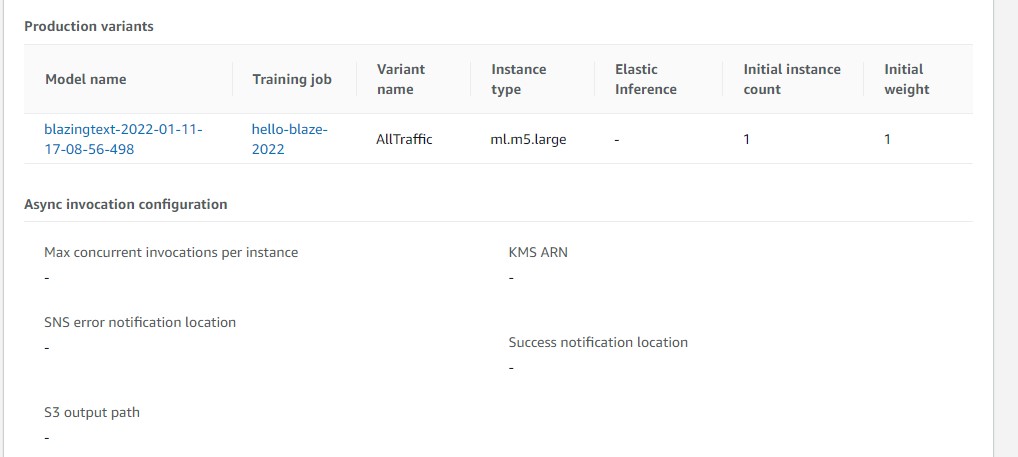 Production variants
Model name
Training job
Variant
name
Instance
type
Elastic
Inference
Initial instance
count
Initial
weight
blazingtext-2022-01-11-
17-08-56-498
hello-blaze-
2022
AllTraffic
ml.m5.large
-
1
1
Async invocation configuration
Max concurrent invocations per instance
-
KMS ARN
-
SNS error notification location
-
Success notification location
-
S3 output path
-